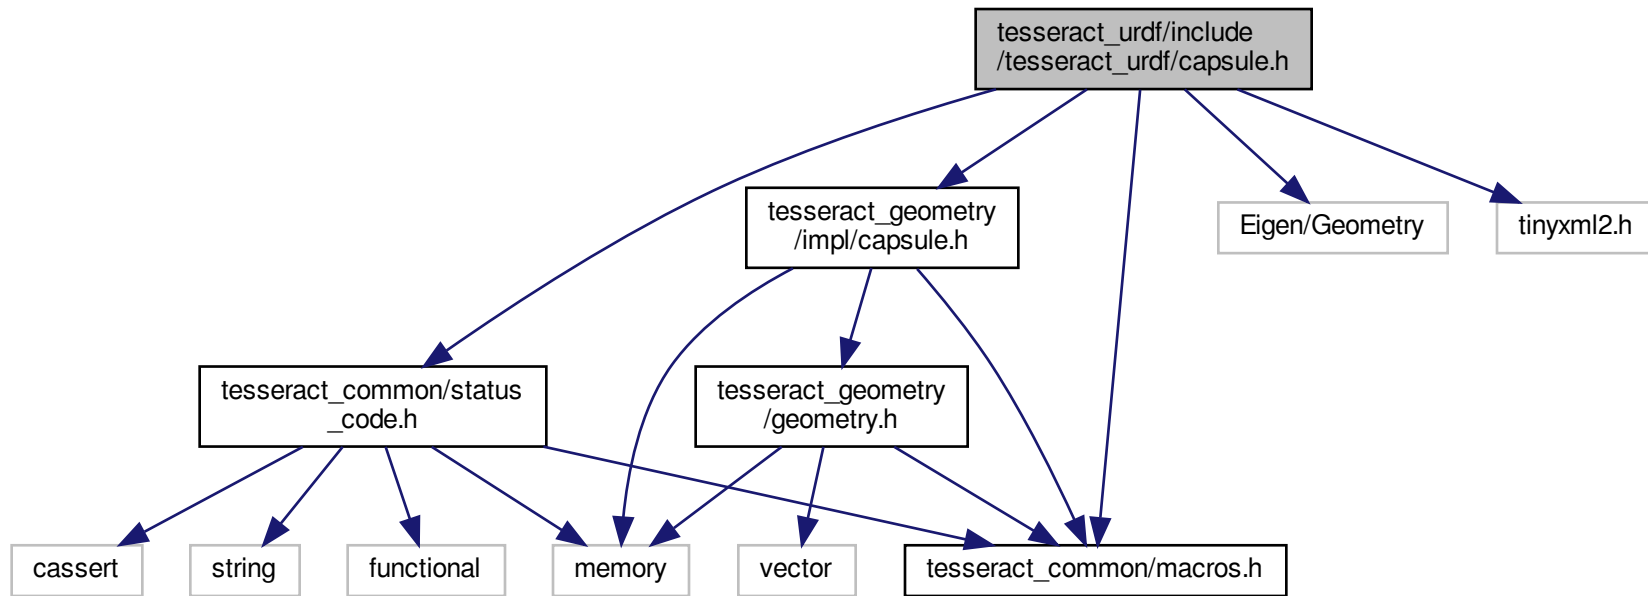 tesseract_urdf/include
/tesseract_urdf/capsule.h
tesseract_geometry
/impl/capsule.h
Eigen/Geometry
tinyxml2.h
tesseract_common/status
_code.h
tesseract_geometry
/geometry.h
cassert
string
functional
memory
vector
tesseract_common/macros.h